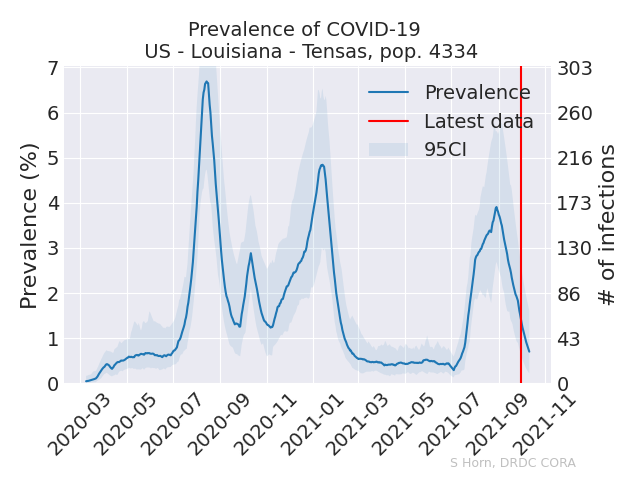 Prevalence of COVID-19
US - Louisiana - Tensas, pop. 4334
7 303
6 260
5 216
4 173
3 130
2 86
1 43
0 0
Prevalence (%)
# of infections
Prevalence
Latest data
95CI
2020-03 2020-05 2020-07 2020-09 2020-11 2021-01 2021-03 2021-05 2021-07 2021-09 2021-11
S Horn, DRDC CORA